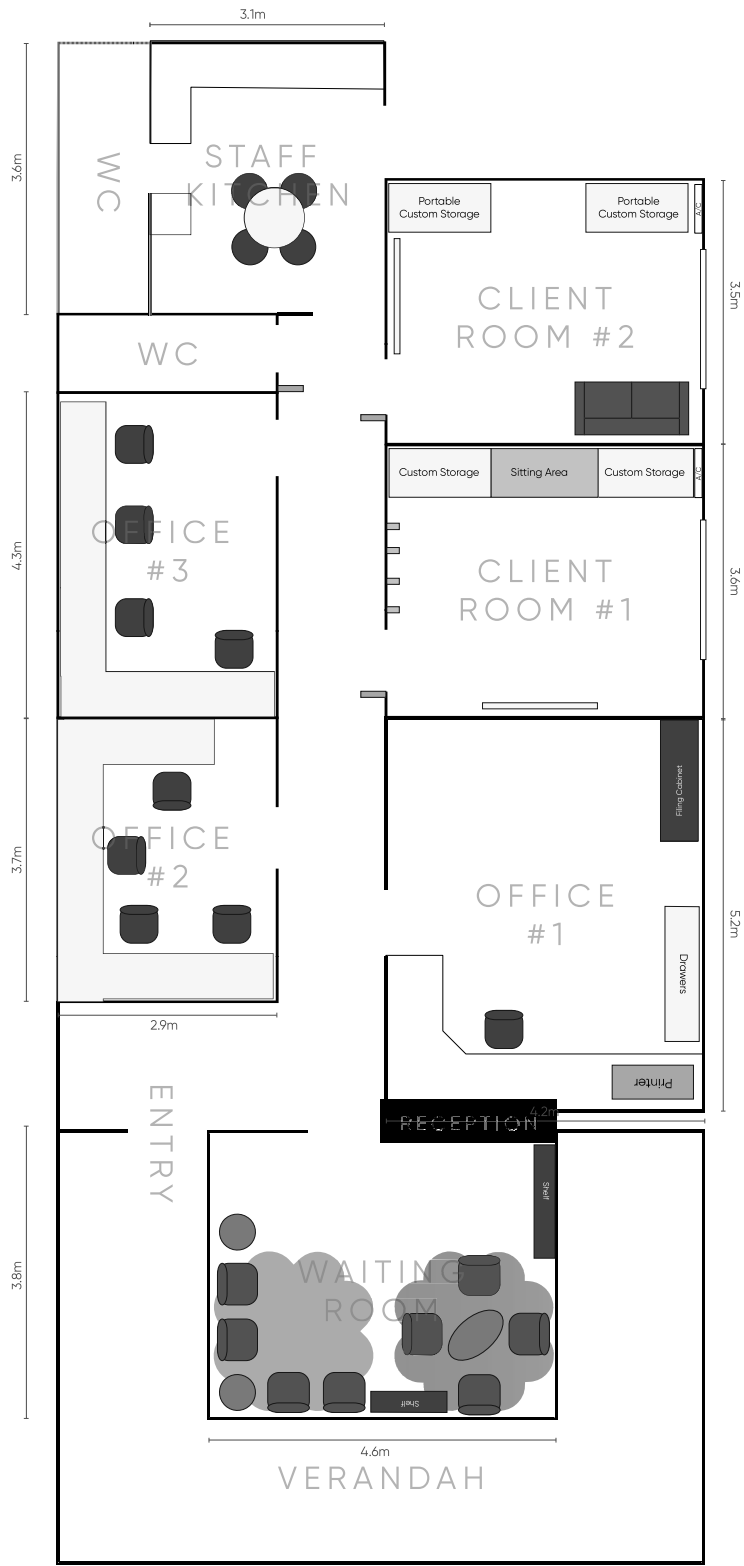 3.1m
3.6m
WC
STAFF
KITCHEN
Portable
Custom Storage
Portable
Custom Storage
A/C
CLIENT
ROOM #2
3.5m
WC
Custom Storage
Sitting Area
Custom Storage
A/C
4.3m
OFFICE
#3
CLIENT
ROOM #1
3.6m
Filing Cabinet
3.7m
OFFICE
#2
OFFICE
#1
5.2m
Drawers
2.9m
Printer
ENTRY
RECEPTION
4.2m
Shelf
3.8m
WAITING
ROOM
Shelf
4.6m
VERANDAH